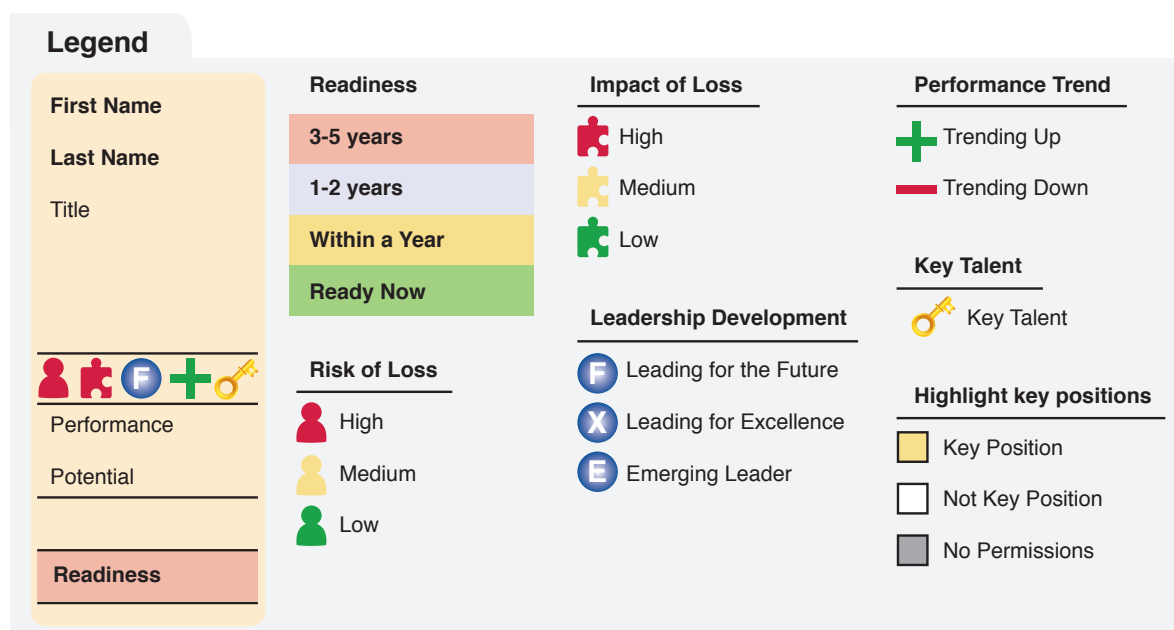 Legend
First Name
Last Name
Title
F
Performance
Potential
Readiness
Readiness
3-5 years
1-2 years
Within a Year
Ready Now
Risk of Loss
High
Medium
Low
Impact of Loss
High
Medium
Low
Leadership Development
F Leading for the Future
X Leading for Excellence
E Emerging Leader
Performance Trend
Trending Up
Trending Down
Key Talent
Key Talent
Highlight key positions
Key Position
Not Key Position
No Permissions